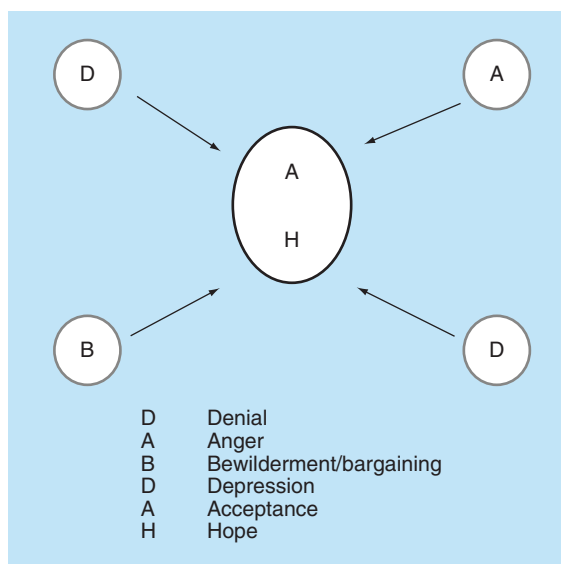 D
A
A
H
B
D
D Denial
A Anger
B Bewilderment/bargaining
D Depression
A Acceptance
H Hope